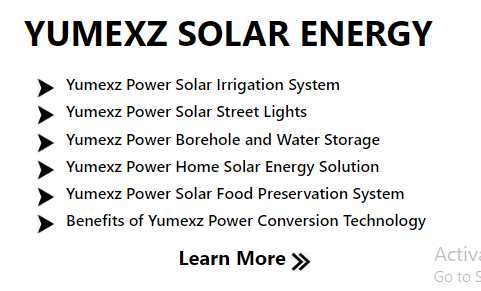 YUMEXZ SOLAR ENERGY
Yumexz Power Solar Irrigation System
Yumexz Power Solar Street Lights
Yumexz Power Borehole and Water Storage
Yumexz Power Home Solar Energy Solution
Yumexz Power Solar Food Preservation System
Benefits of Yumexz Power Conversion Technology
Learn More
Activa
Go to S